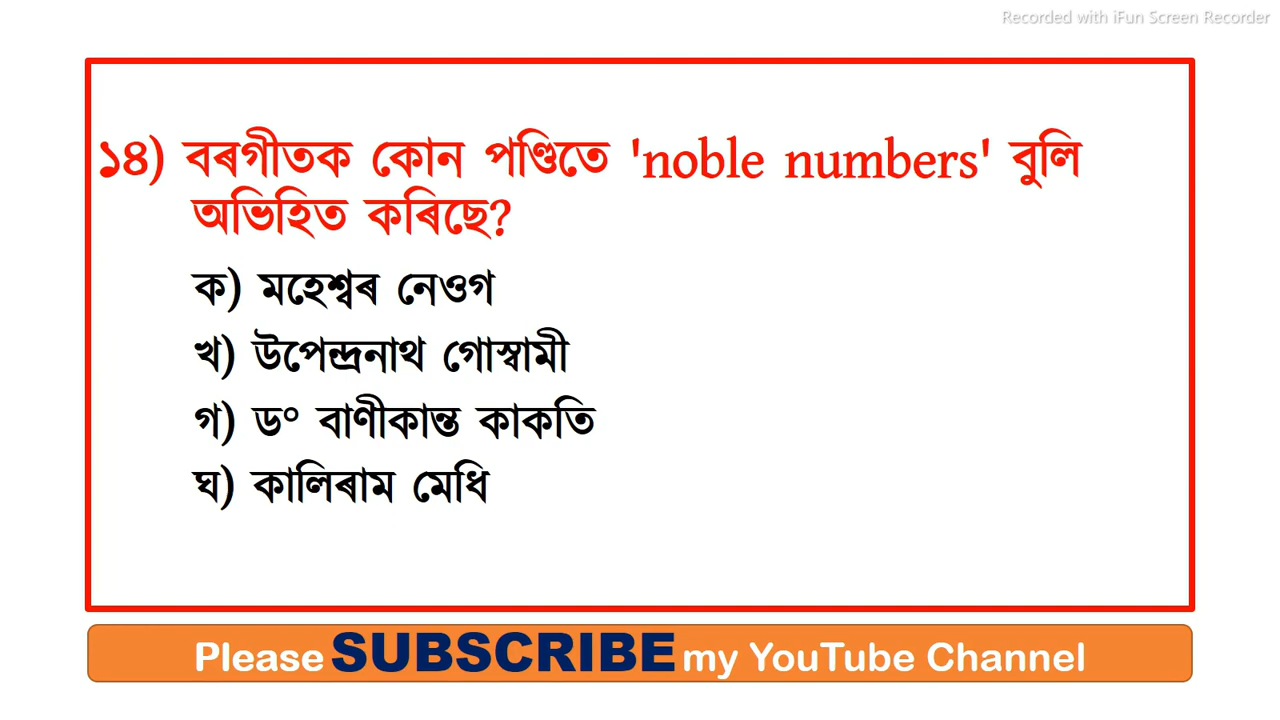 Recorded with iFun Screen Recorder
১৪) বৰগীতক কোন পণ্ডিতে 'noble numbers' বুলি
অভিহিত কৰিছে?
ক) মহেশ্বৰ নেওগ
খ) উপেন্দ্ৰনাথ গোস্বামী
গ) ড° বাণীকান্ত কাকতি
ঘ) কালিৰাম মেধি
Please SUBSCRIBE my YouTube Channel